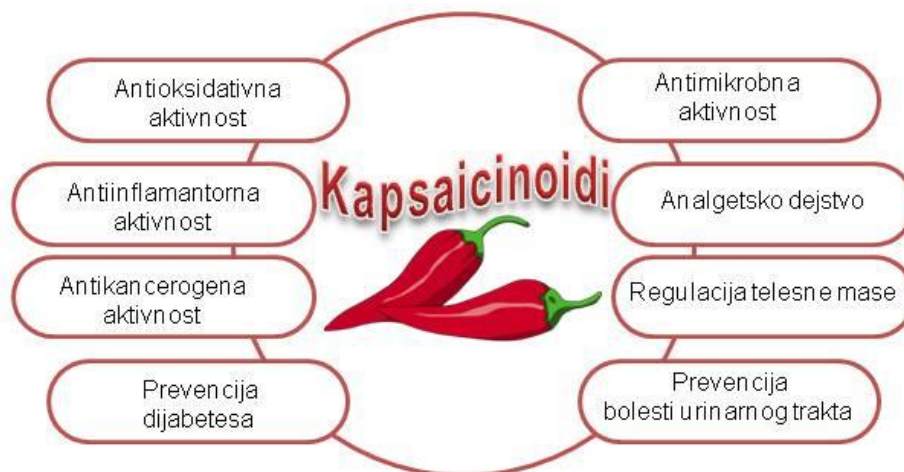 Antioksidativna
aktivnost
Antimikrobna
aktivnost
Kapsaicinoidi
Antiinflamantorna
aktivnost
Analgetsko dejstvo
Antikancerogena
aktivnost
Regulacija telesne mase
Prevencija
dijabetesa
Prevencija
bolesti urinarnog trakta